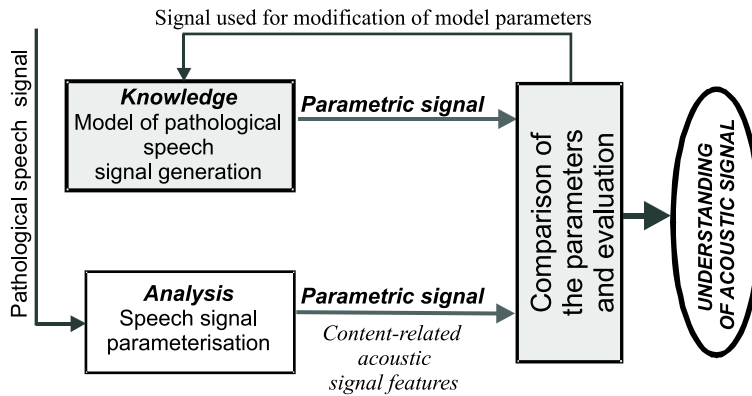 Signal used for modification of model parameters
Pathological speech signal
Knowledge
Model of pathological
speech
signal generation
Parametric signal
Analysis
Speech signal
parameterisation
Parametric signal
Content-related
acoustic
signal features
Comparison of
the parameters
and evaluation
UNDERSTANDING
OF ACOUSTIC SIGNAL